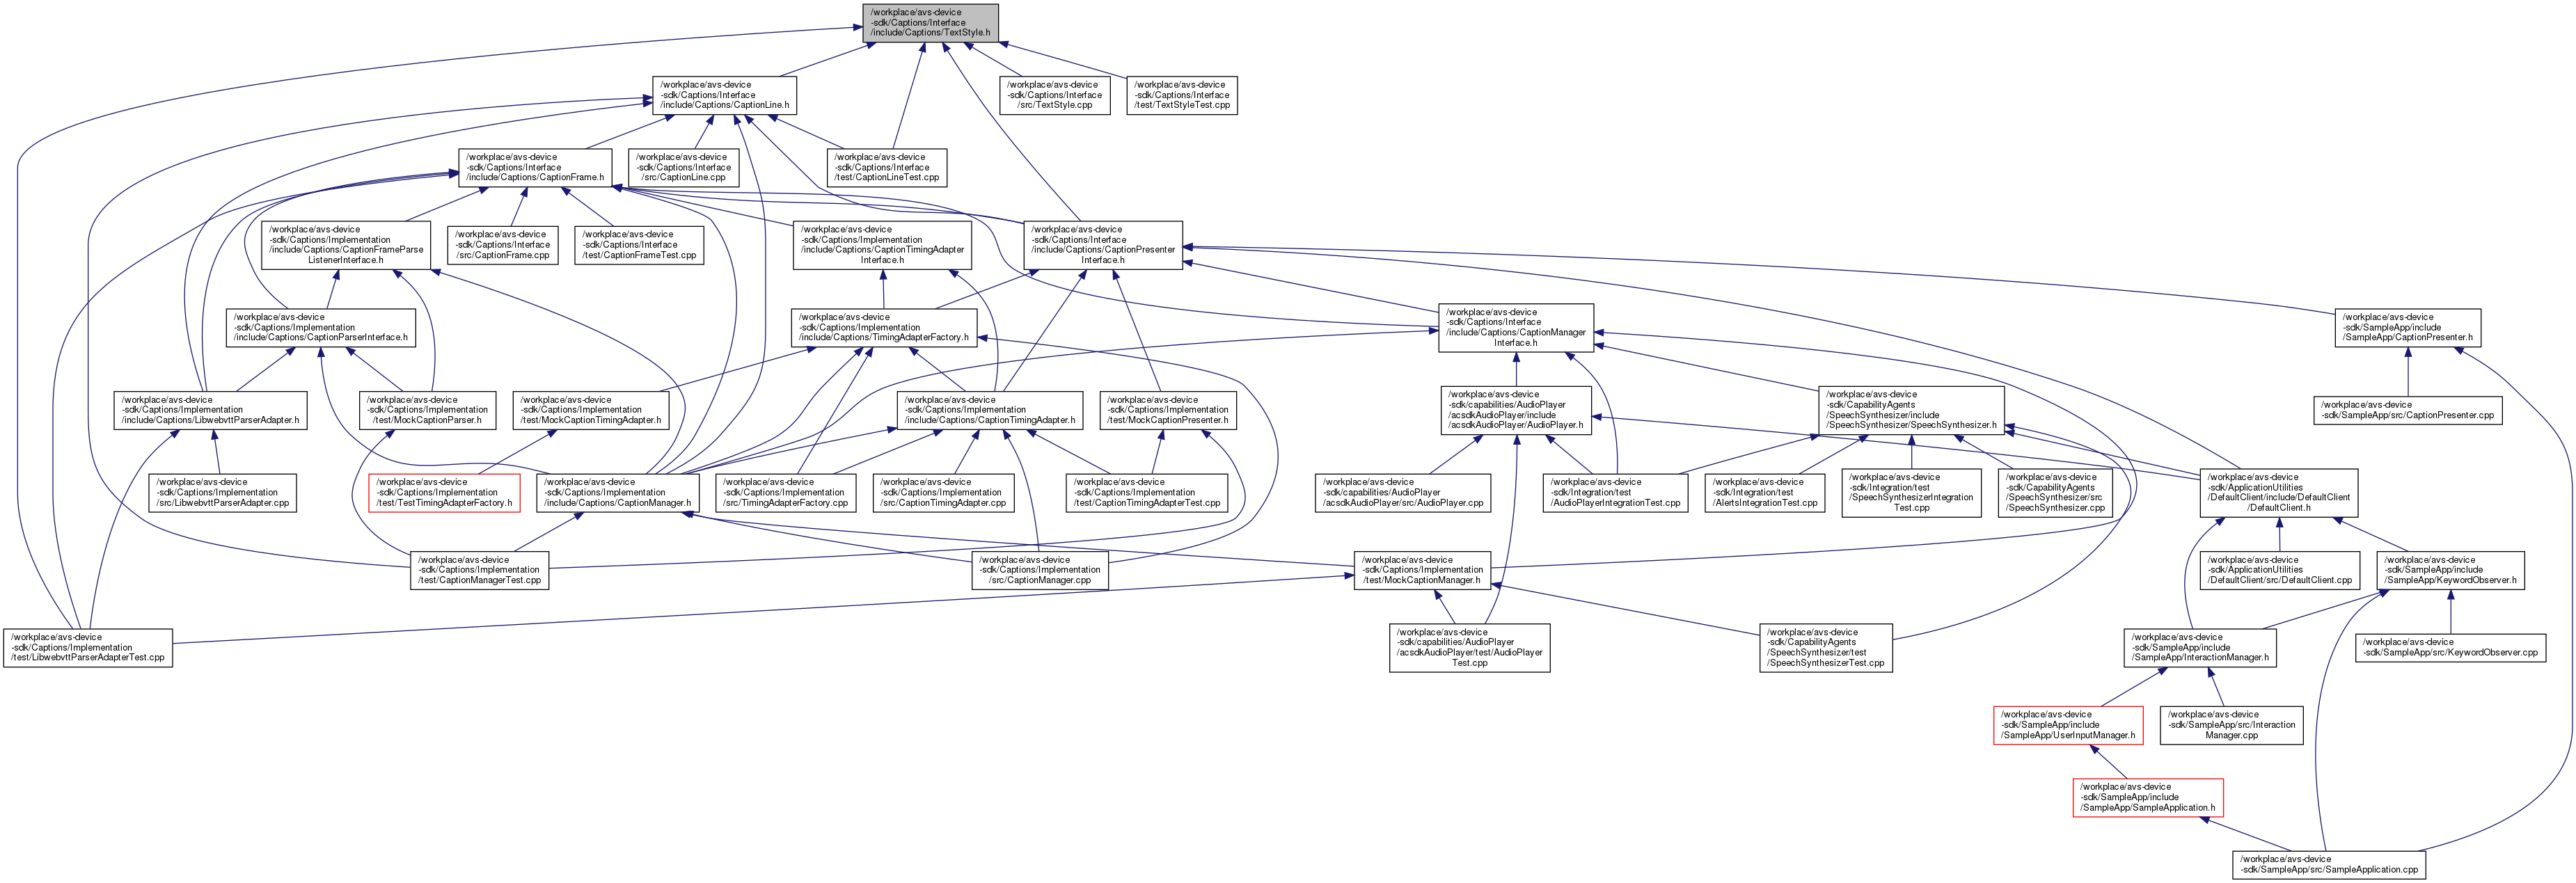 /workplace/avs-device
-sdk/Captions/Interface
/include/Captions/TextStyle.h
/workplace/avs-device
-sdk/Captions/Interface
/include/Captions/CaptionLine.h
/workplace/avs-device
-sdk/Captions/Interface
/src/TextStyle.cpp
/workplace/avs-device
-sdk/Captions/Interface
/test/TextStyleTest.cpp
/workplace/avs-device
-sdk/Captions/Interface
/include/Captions/CaptionFrame.h
/workplace/avs-device
-sdk/Captions/Interface
/src/CaptionLine.cpp
/workplace/avs-device
-sdk/Captions/Interface
/test/CaptionLineTest.cpp
/workplace/avs-device
-sdk/Captions/Implementation
/include/Captions/CaptionFrameParse
ListenerInterface.h
/workplace/avs-device
-sdk/Captions/Interface
/src/CaptionFrame.cpp
/workplace/avs-device
-sdk/Captions/Interface
/test/CaptionFrameTest.cpp
/workplace/avs-device
-sdk/Captions/Implementation
/include/Captions/CaptionTimingAdapter
Interface.h
/workplace/avs-device
-sdk/Captions/Interface
/include/Captions/CaptionPresenter
Interface.h
/workplace/avs-device
-sdk/Captions/Implementation
/include/Captions/CaptionParserInterface.h
/workplace/avs-device
-sdk/Captions/Implementation
/include/Captions/TimingAdapterFactory.h
/workplace/avs-device
-sdk/Captions/Interface
/include/Captions/CaptionManager
Interface.h
/workplace/avs-device
-sdk/SampleApp/include
/SampleApp/CaptionPresenter.h
/workplace/avs-device
-sdk/Captions/Implementation
/include/Captions/LibwebvttParserAdapter.h
/workplace/avs-device
-sdk/Captions/Implementation
/test/MockCaptionParser.h
/workplace/avs-device
-sdk/Captions/Implementation
/test/MockCaptionTimingAdapter.h
/workplace/avs-device
-sdk/Captions/Implementation
/include/Captions/CaptionTimingAdapter.h
/workplace/avs-device
-sdk/Captions/Implementation
/test/MockCaptionPresenter.h
/workplace/avs-device
-sdk/capabilities/AudioPlayer
/acsdkAudioPlayer/include
/acsdkAudioPlayer/AudioPlayer.h
/workplace/avs-device
-sdk/CapabilityAgents
/SpeechSynthesizer/include
/SpeechSynthesizer/SpeechSynthesizer.h
/workplace/avs-device
-sdk/SampleApp/src/CaptionPresenter.cpp
/workplace/avs-device
-sdk/Captions/Implementation
/src/LibwebvttParserAdapter.cpp
/workplace/avs-device
-sdk/Captions/Implementation
/test/TestTimingAdapterFactory.h
/workplace/avs-device
-sdk/Captions/Implementation
/include/Captions/CaptionManager.h
/workplace/avs-device
-sdk/Captions/Implementation
/src/TimingAdapterFactory.cpp
/workplace/avs-device
-sdk/Captions/Implementation
/src/CaptionTimingAdapter.cpp
/workplace/avs-device
-sdk/Captions/Implementation
/test/CaptionTimingAdapterTest.cpp
/workplace/avs-device
-sdk/capabilities/AudioPlayer
/acsdkAudioPlayer/src/AudioPlayer.cpp
/workplace/avs-device
-sdk/Integration/test
/AudioPlayerIntegrationTest.cpp
/workplace/avs-device
-sdk/Integration/test
/AlertsIntegrationTest.cpp
/workplace/avs-device
-sdk/Integration/test
/SpeechSynthesizerIntegration
Test.cpp
/workplace/avs-device
-sdk/CapabilityAgents
/SpeechSynthesizer/src
/SpeechSynthesizer.cpp
/workplace/avs-device
-sdk/ApplicationUtilities
/DefaultClient/include/DefaultClient
/DefaultClient.h
/workplace/avs-device
-sdk/Captions/Implementation
/test/CaptionManagerTest.cpp
/workplace/avs-device
-sdk/Captions/Implementation
/src/CaptionManager.cpp
/workplace/avs-device
-sdk/Captions/Implementation
/test/MockCaptionManager.h
/workplace/avs-device
-sdk/ApplicationUtilities
/DefaultClient/src/DefaultClient.cpp
/workplace/avs-device
-sdk/SampleApp/include
/SampleApp/KeywordObserver.h
/workplace/avs-device
-sdk/Captions/Implementation
/test/LibwebvttParserAdapterTest.cpp
/workplace/avs-device
-sdk/capabilities/AudioPlayer
/acsdkAudioPlayer/test/AudioPlayer
Test.cpp
/workplace/avs-device
-sdk/CapabilityAgents
/SpeechSynthesizer/test
/SpeechSynthesizerTest.cpp
/workplace/avs-device
-sdk/SampleApp/include
/SampleApp/InteractionManager.h
/workplace/avs-device
-sdk/SampleApp/src/KeywordObserver.cpp
/workplace/avs-device
-sdk/SampleApp/include
/SampleApp/UserInputManager.h
/workplace/avs-device
-sdk/SampleApp/src/Interaction
Manager.cpp
/workplace/avs-device
-sdk/SampleApp/include
/SampleApp/SampleApplication.h
/workplace/avs-device
-sdk/SampleApp/src/SampleApplication.cpp